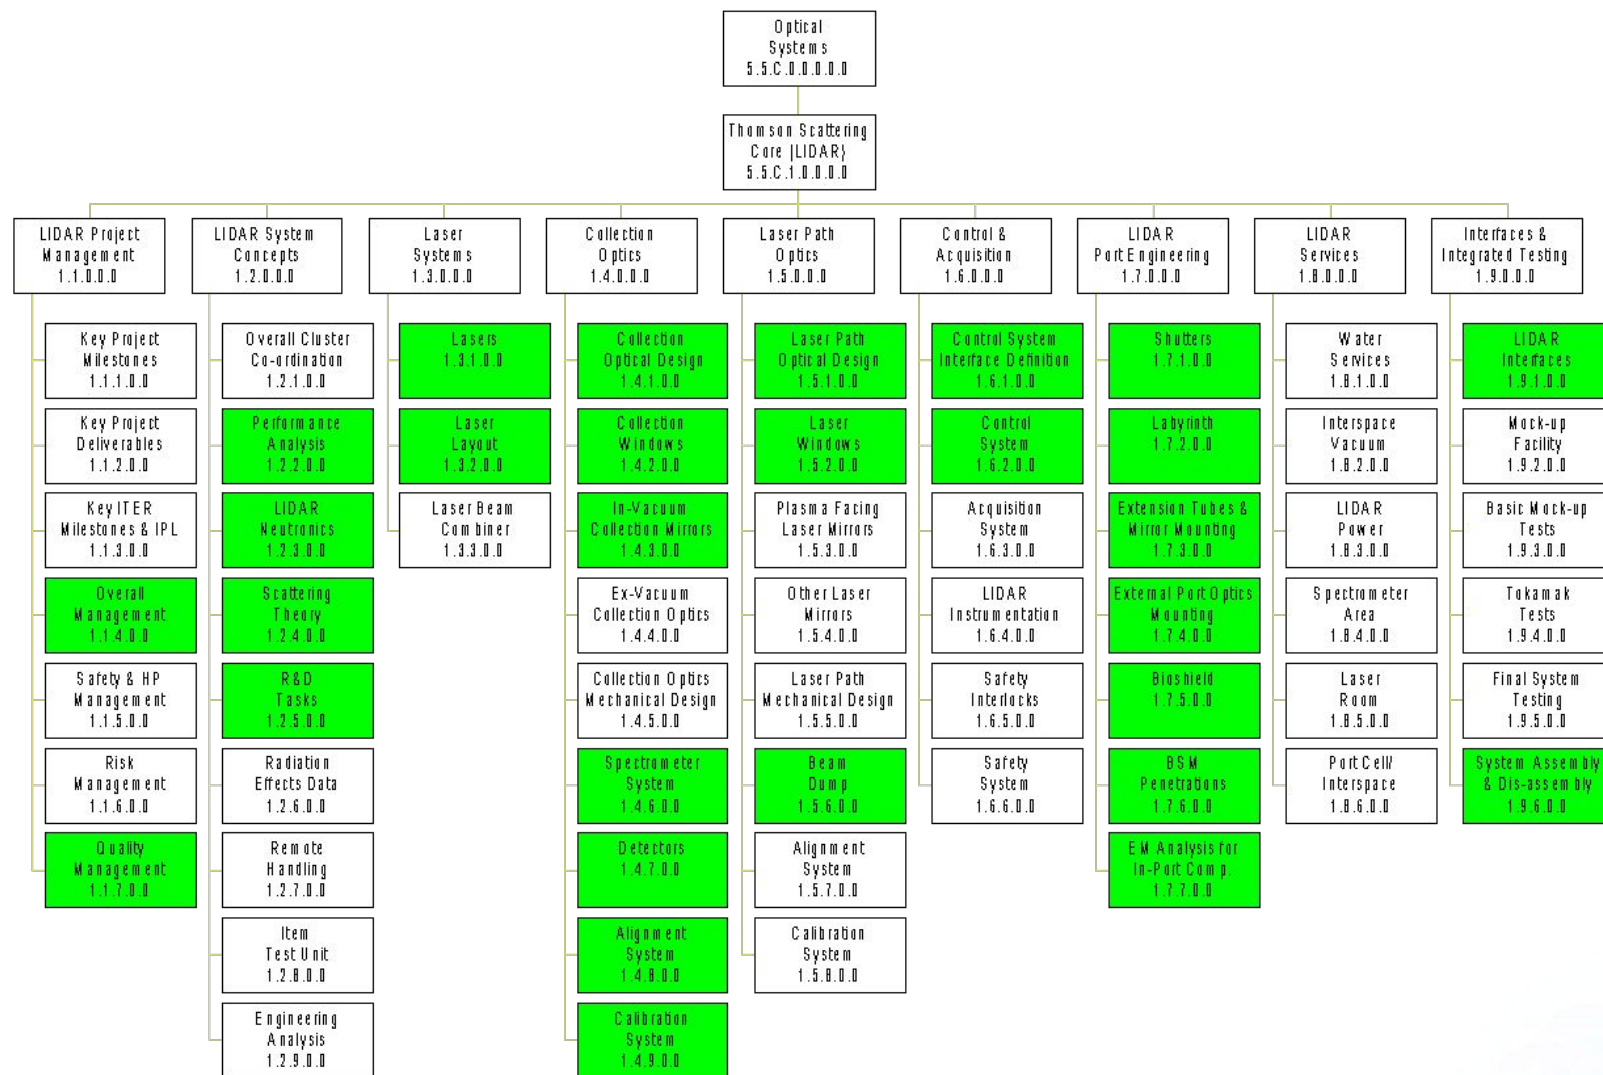 Optical
Systems
5.5.C.0.0.0.0.0
Thomson Scattering
Core (LIDAR)
5.5.C.1.0.0.0.0
LIDAR Project
Management
1.1.0.0.0
LIDAR System
Concepts
1.2.0.0.0
Laser
Systems
1.3.0.0.0
Collection
Optics
1.4.0.0.0
Laser Path
Optics
1.5.0.0.0
Control &
Acquisition
1.6.0.0.0
LIDAR
Port Engineering
1.7.0.0.0
LIDAR
Services
1.8.0.0.0
Interfaces &
Integrated Testing
1.9.0.0.0
Key Project
Milestones
1.1.1.0.0
Key Project
Deliverables
1.1.2.0.0
Key ITER
Milestones & IPL
1.1.3.0.0
Overall
Management
1.1.4.0.0
Safety & HP
Management
1.1.5.0.0
Risk
Management
1.1.6.0.0
Quality
Management
1.1.7.0.0
Overall Cluster
Co-ordination
1.2.1.0.0
Performance
Analysis
1.2.2.0.0
LIDAR
Neutronics
1.2.3.0.0
Scattering
Theory
1.2.4.0.0
R&D
Tasks
1.2.5.0.0
Radiation
Effects Data
1.2.6.0.0
Remote
Handling
1.2.7.0.0
Item
Test Unit
1.2.8.0.0
Engineering
Analysis
1.2.9.0.0
Lasers
1.3.1.0.0
Laser
Layout
1.3.2.0.0
Laser Beam
Combiner
1.3.3.0.0
Collection
Optical Design
1.4.1.0.0
Collection
Windows
1.4.2.0.0
In-Vacuum
Collection Mirrors
1.4.3.0.0
Ex-Vacuum
Collection Optics
1.4.4.0.0
Collection Optics
Mechanical Design
1.4.5.0.0
Spectrometer
System
1.4.6.0.0
Detectors
1.4.7.0.0
Alignment
System
1.4.8.0.0
Calibration
System
1.4.9.0.0
Laser Path
Optical Design
1.5.1.0.0
Laser
Windows
1.5.2.0.0
Plasma Facing
Laser Mirrors
1.5.3.0.0
Other Laser
Mirrors
1.5.4.0.0
Laser Path
Mechanical Design
1.5.5.0.0
Beam
Dump
1.5.6.0.0
Alignment
System
1.5.7.0.0
Calibration
System
1.5.8.0.0
Control System
Interface Definition
1.6.1.0.0
Control
System
1.6.2.0.0
Acquisition
System
1.6.3.0.0
LIDAR
Instrumentation
1.6.4.0.0
Safety
Interlocks
1.6.5.0.0
Safety
System
1.6.6.0.0
Shutters
1.7.1.0.0
Labyrinth
1.7.2.0.0
Extension Tubes &
Mirror Mounting
1.7.3.0.0
External Port Optics
Mounting
1.7.4.0.0
Bioshield
1.7.5.0.0
BSM
Penetrations
1.7.6.0.0
EM Analysis for
In-Port Comp.
1.7.7.0.0
Water
Services
1.8.1.0.0
Interspace
Vacuum
1.8.2.0.0
LIDAR
Power
1.8.3.0.0
Spectrometer
Area
1.8.4.0.0
Laser
Room
1.8.5.0.0
Port Cell/
Interspace
1.8.6.0.0
LIDAR
Interfaces
1.9.1.0.0
Mock-up
Facility
1.9.2.0.0
Basic Mock-up
Tests
1.9.3.0.0
Tokamak
Tests
1.9.4.0.0
Final System
Testing
1.9.5.0.0
System Assembly
& Dis-assembly
1.9.6.0.0